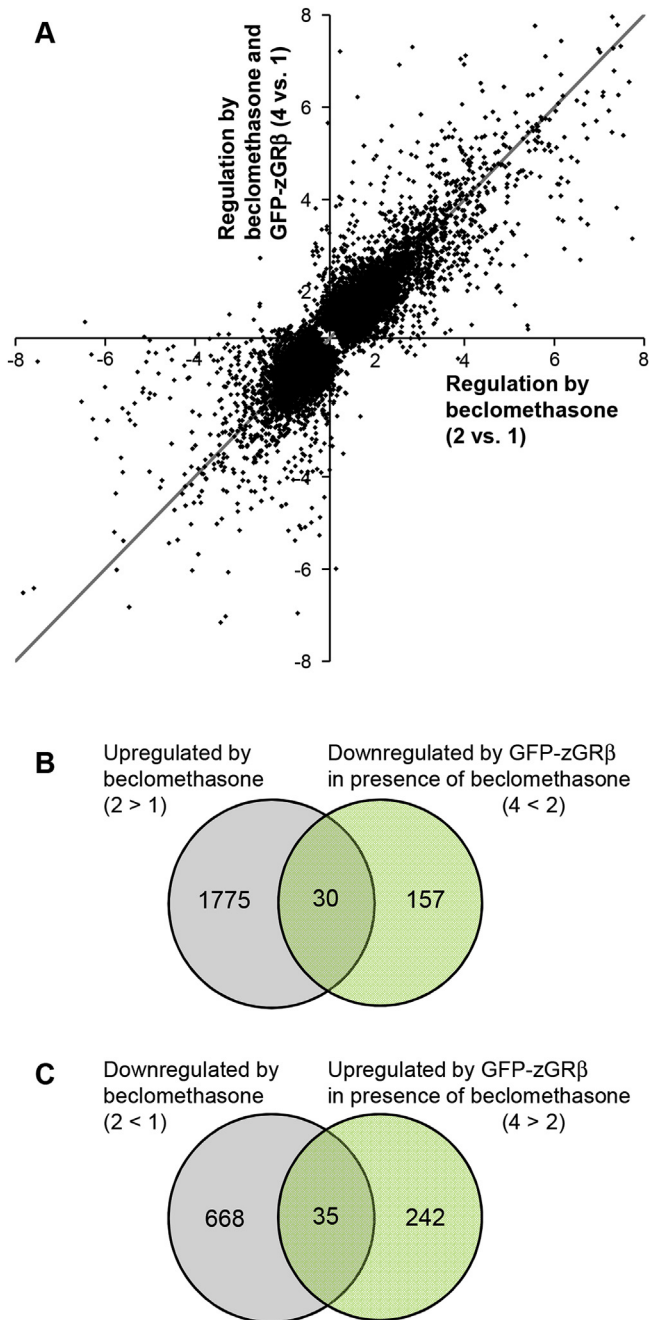 A
Regulation by
beclomethasone and
GFP-zGRβ (4 vs. 1)
8
6
4
2
-8
-6
-4
2
4
6
8
-4
-6
-8
Regulation by
beclomethasone
(2 vs. 1)
B
Upregulated by
beclomethasone
(2 > 1)
Downregulated by GFP-zGRβ
in presence of beclomethasone
(4 < 2)
1775
30
157
C
Downregulated by
beclomethasone
(2 < 1)
Upregulated by GFP-zGRβ
in presence of beclomethasone
(4 > 2)
668
35
242